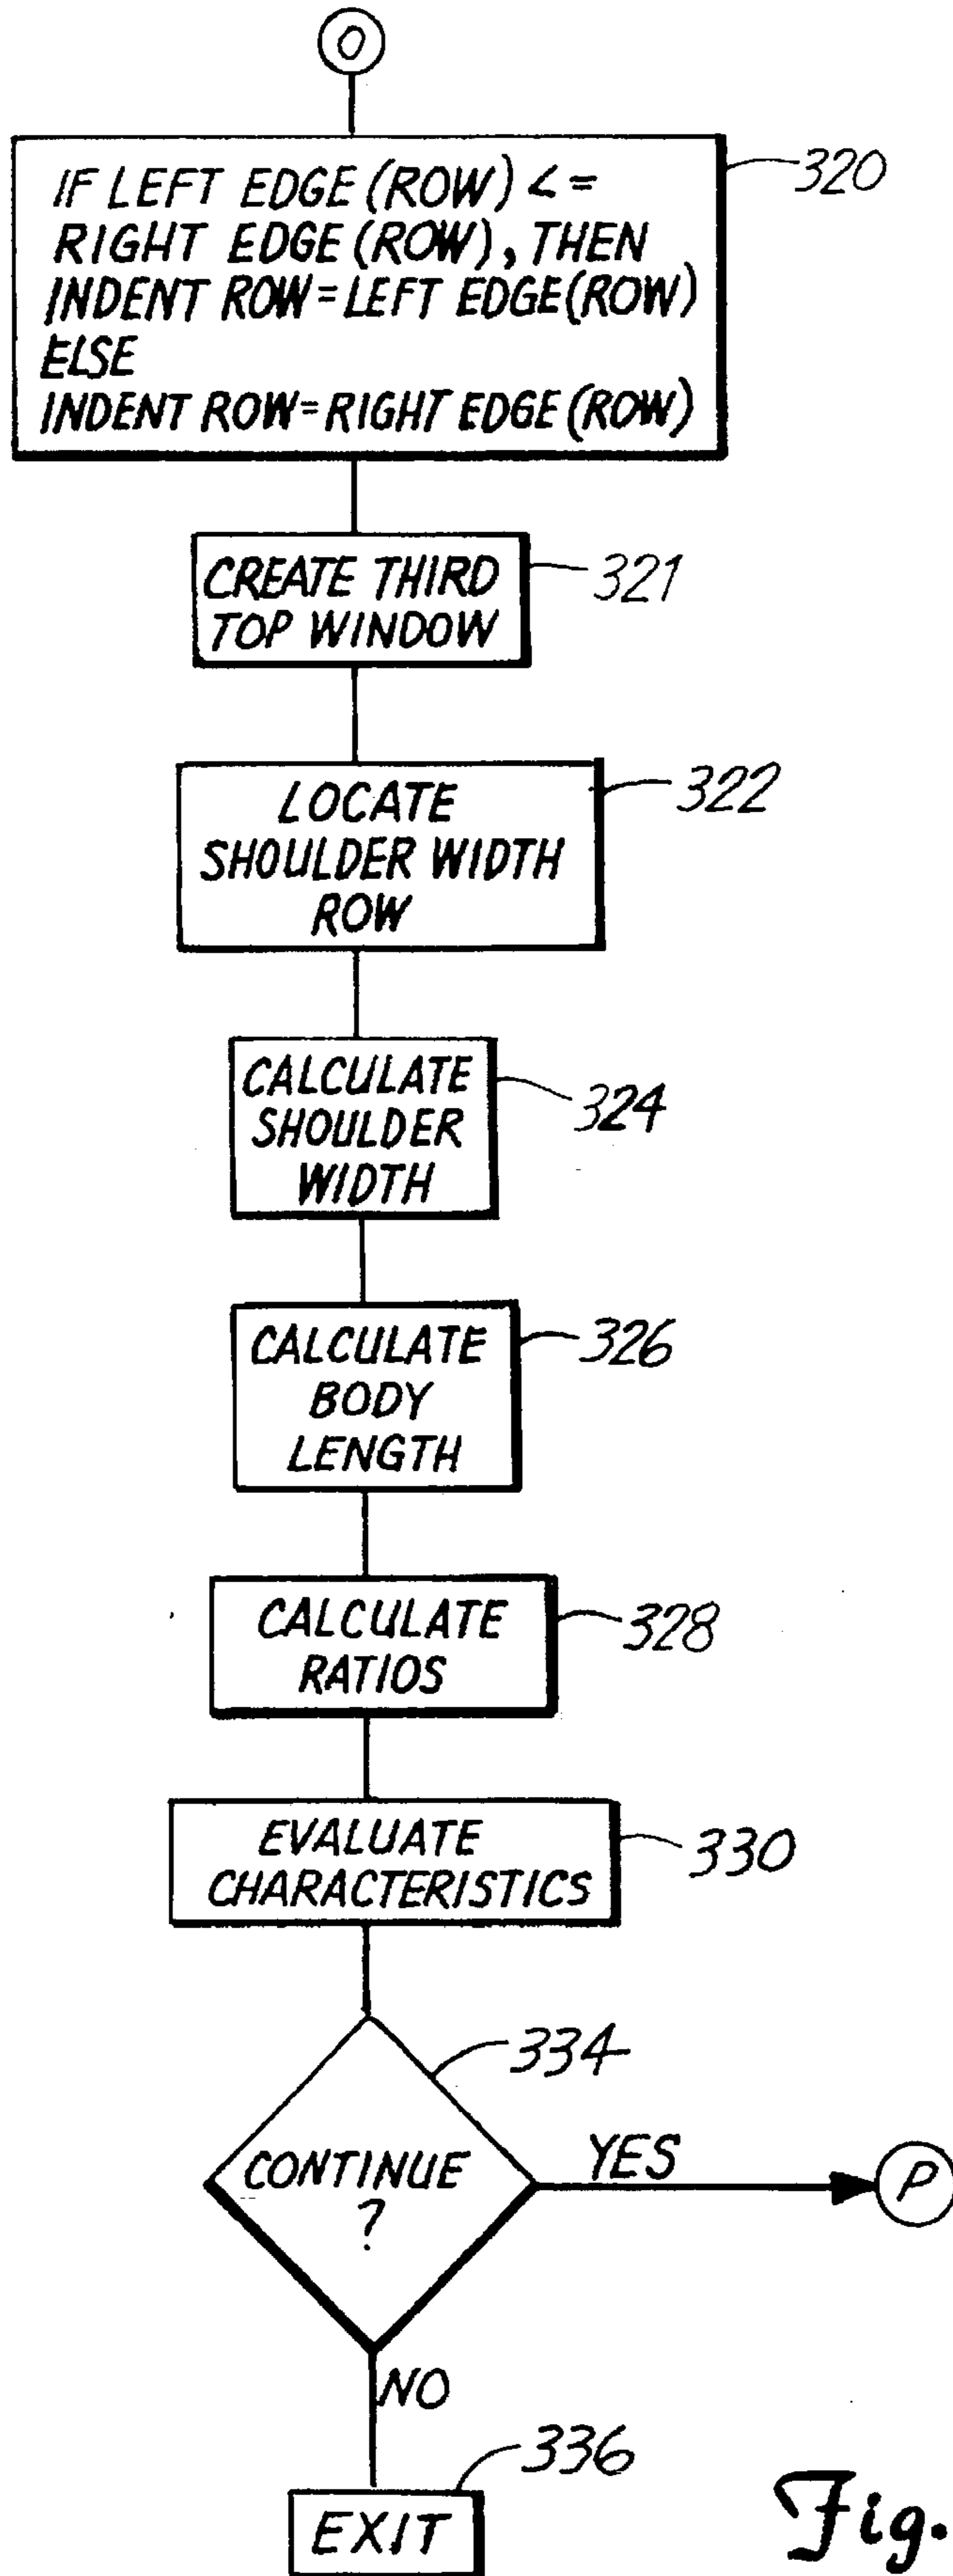 O
IF LEFT EDGE (ROW) <=
RIGHT EDGE (ROW), THEN
INDENT ROW = LEFT EDGE (ROW)
ELSE
INDENT ROW = RIGHT EDGE (ROW)
320
CREATE THIRD
TOP WINDOW
321
LOCATE
SHOULDER WIDTH
ROW
322
CALCULATE
SHOULDER
WIDTH
324
CALCULATE
BODY
LENGTH
326
CALCULATE
RATIOS
328
EVALUATE
CHARACTERISTICS
330
334
CONTINUE
?
YES
P
NO
336
EXIT
Fig.